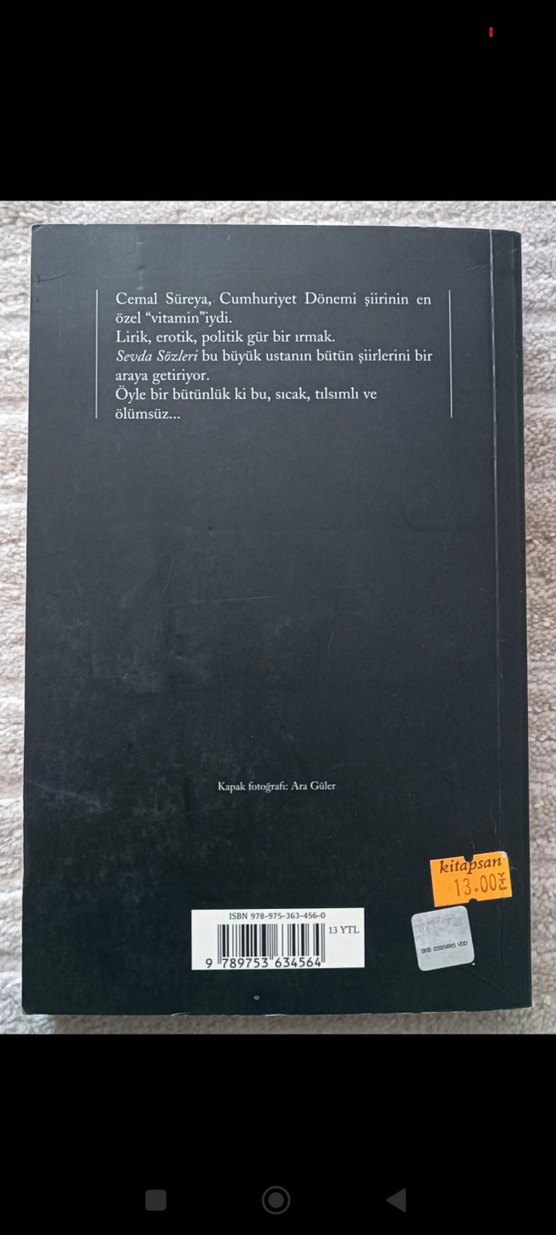 Cemal Süreya, Cumhuriyet Dönemi şiirinin en
özel “vitamin”iydi.
Lirik, erotik, politik gür bir ırmak.
Sevda Sözleri bu büyük ustanın bütün şiirlerini bir
araya getiriyor.
Öyle bir bütünlük ki bu, sıcak, tılsımlı ve
ölümsüz...
Kapak fotoğrafı: Ara Güler
kitapsan
13.00
ISBN 978-975-363-456-0
13 YTL
9 789753 634564